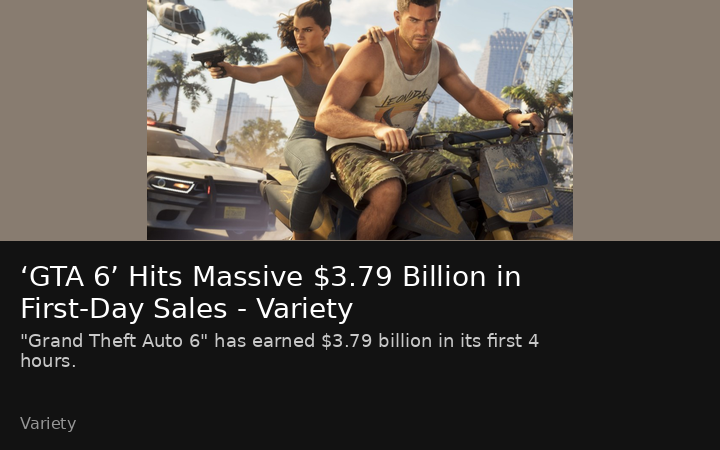 LEONIDA
‘GTA 6’ Hits Massive $3.79 Billion in
First-Day Sales - Variety
"Grand Theft Auto 6" has earned $3.79 billion in its first 4
hours.
Variety